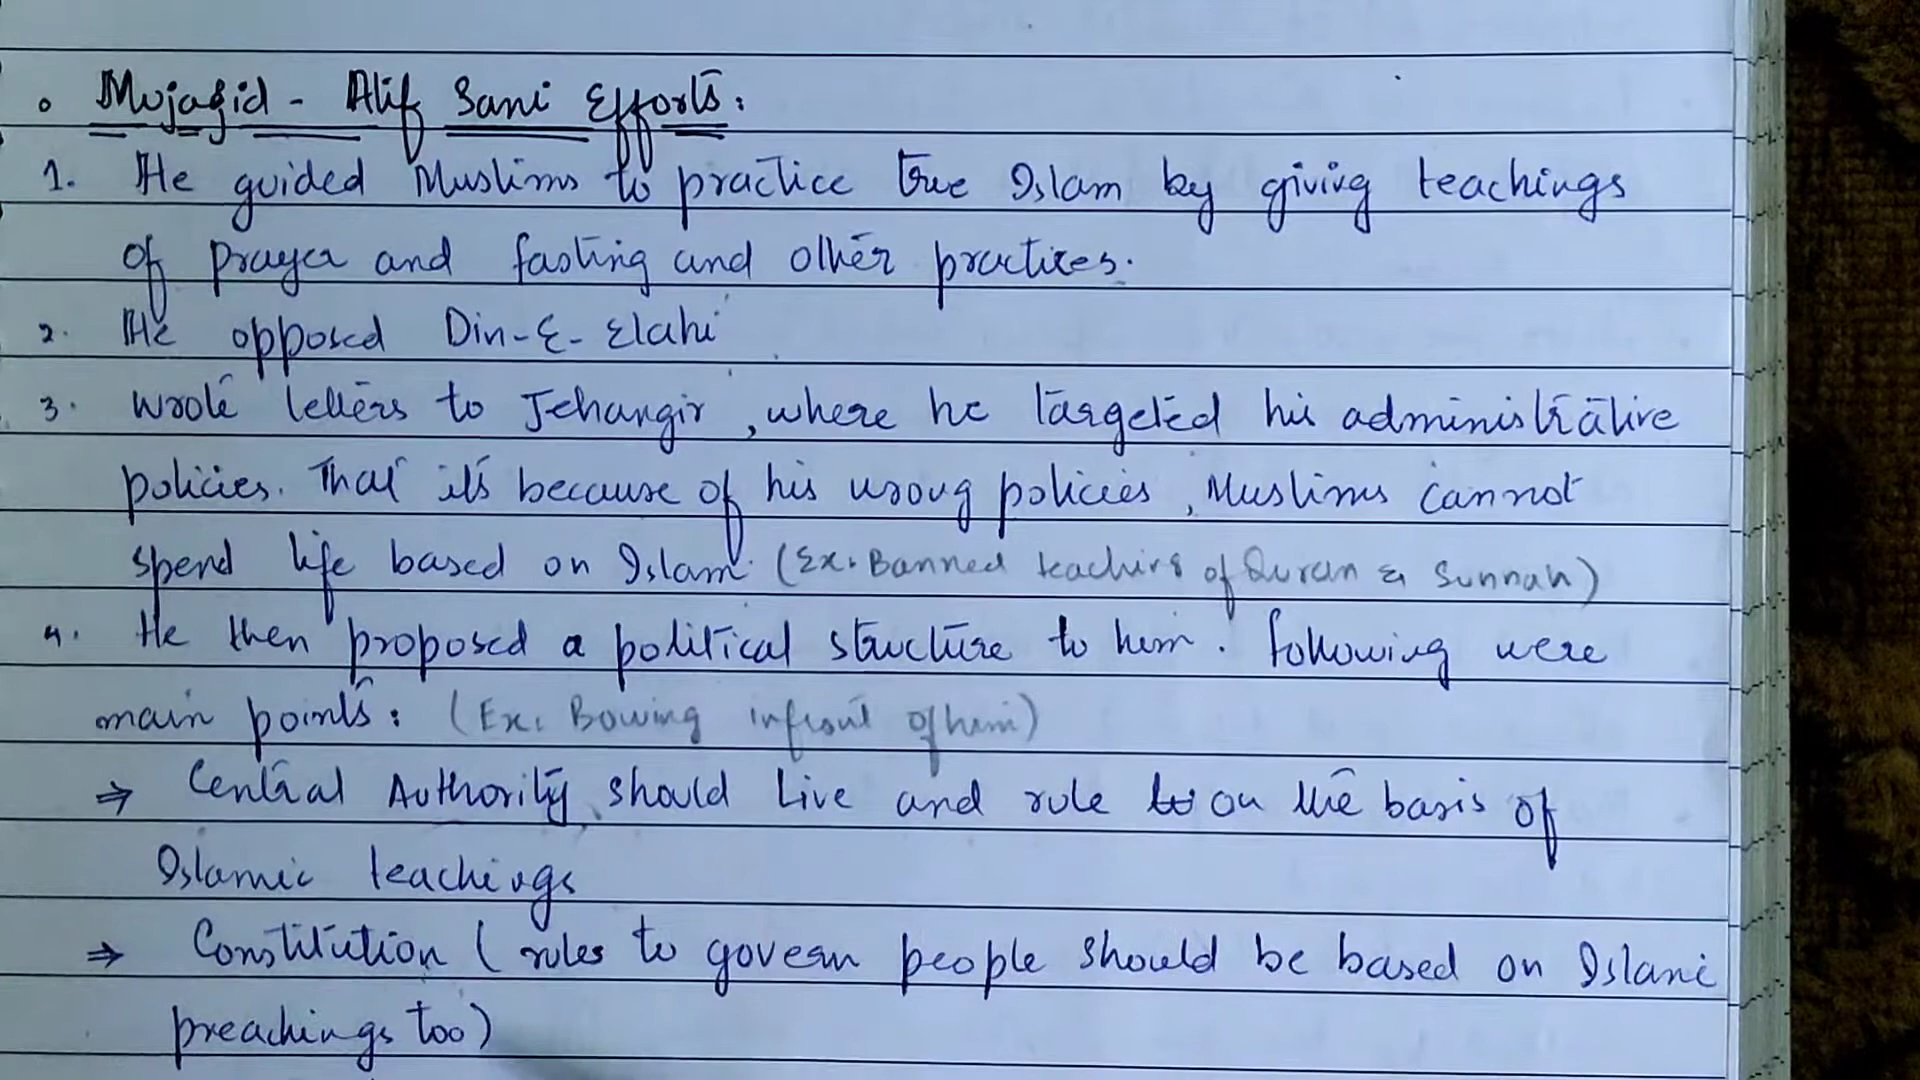 Mujadid - Alif Sani Efforts:
1. He guided Muslims to practice true Islam by giving teachings
of prayer and fasting and other practices.
2. He opposed Din-E-Elahi
3. Wrote letters to Jehangir, where he targeted his administrative
policies. That it's because of his wrong policies, Muslims cannot
spend life based on Islam. (Ex. Banned teachings of Quran & Sunnah)
4. He then proposed a political structure to him. Following were
main points: (Ex. Bowing infront of him)
⇒ Central Authority should live and rule on the basis of
Islamic teachings
⇒ Constitution (rules to govern people should be based on Islamic
preachings too)